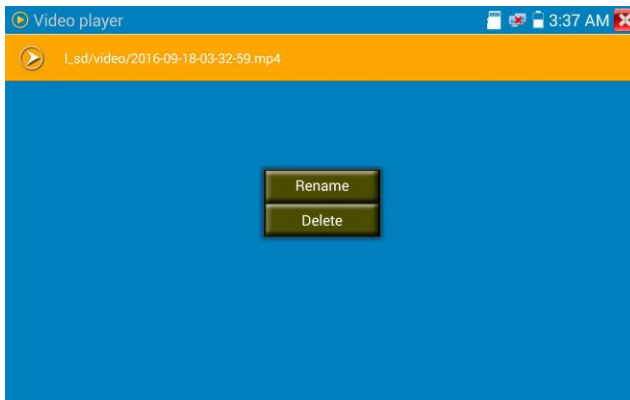 Video player
3:37 AM
l_sd/video/2016-09-18-03-32-59.mp4
Rename
Delete